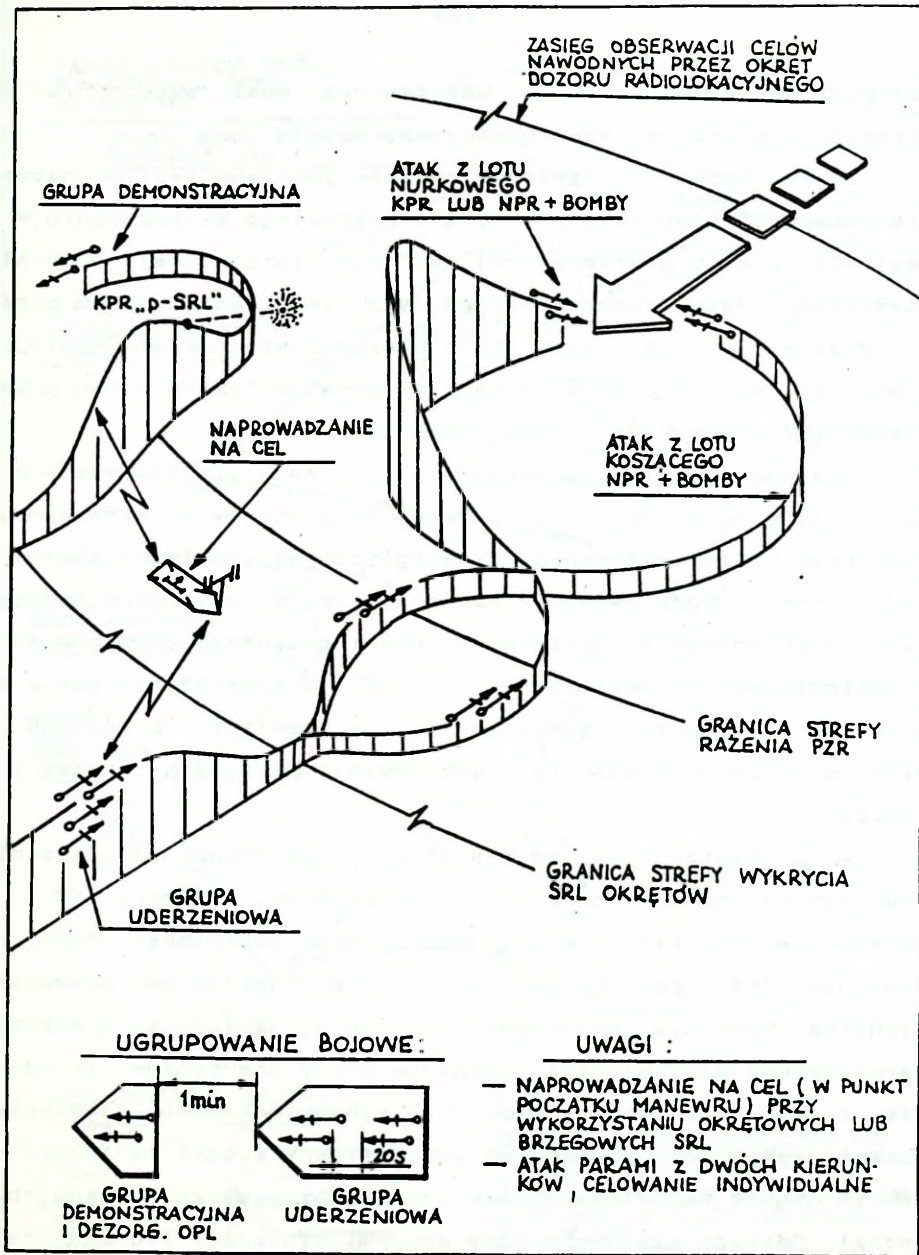 ZASIĘG OBSERWACJI CELÓW
NAWODNYCH PRZEZ OKRĘT
DOZORU RADIOLOKACYJNEGO
GRUPA DEMONSTRACYJNA
ATAK Z LOTU
NURKOWEGO
KPR LUB NPR + BOMBY
KPR „p-SRL"
NAPROWADZANIE
NA CEL
ATAK Z LOTU
KOSZĄCEGO
NPR + BOMBY
GRANICA STREFY
RAŻENIA PZR
GRANICA STREFY WYKRYCIA
SRL OKRĘTÓW
GRUPA
UDERZENIOWA
UGRUPOWANIE BOJOWE :
1min
20s
GRUPA
DEMONSTRACYJNA
I DEZORG. OPL
GRUPA
UDERZENIOWA
UWAGI :
— NAPROWADZANIE NA CEL ( W PUNKT
POCZĄTKU MANEWRU ) PRZY
WYKORZYSTANIU OKRĘTOWYCH LUB
BRZEGOWYCH SRL
— ATAK PARAMI Z DWÓCH KIERUN-
KÓW, CELOWANIE INDYWIDUALNE